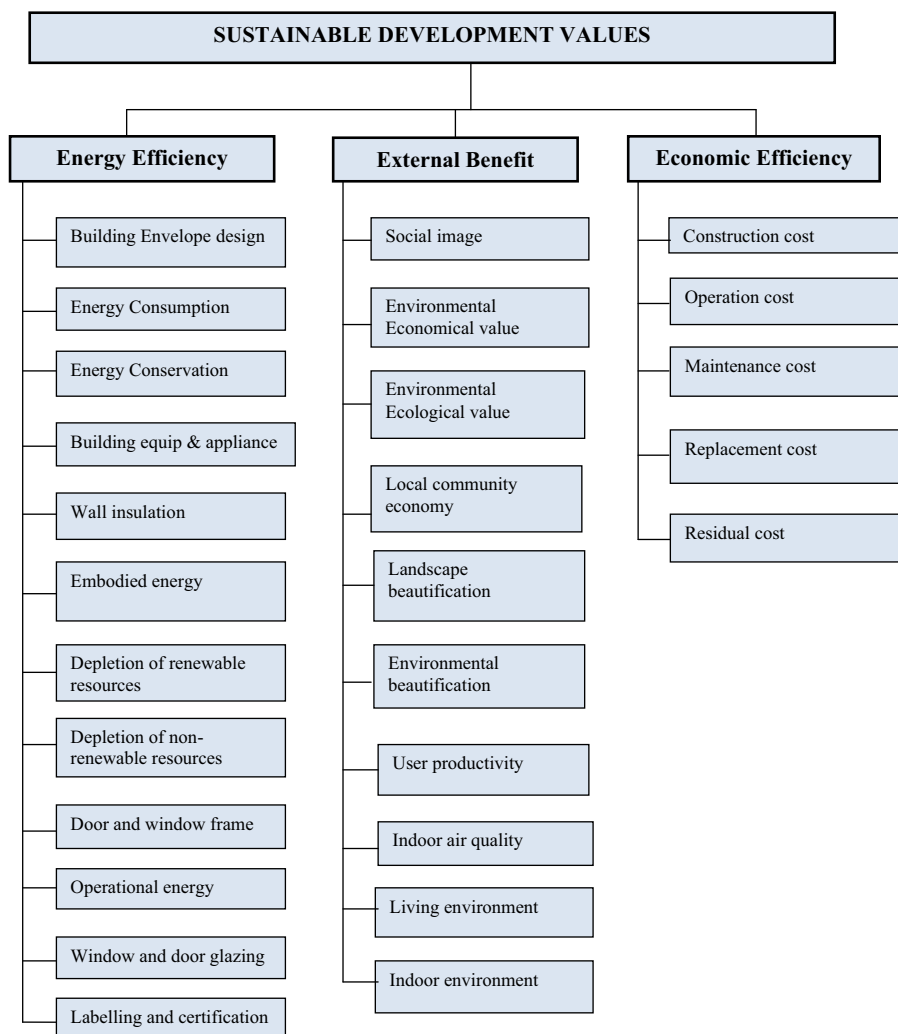 SUSTAINABLE DEVELOPMENT VALUES
Energy Efficiency
Building Envelope design
Energy Consumption
Energy Conservation
Building equip & appliance
Wall insulation
Embodied energy
Depletion of renewable
resources
Depletion of non-
renewable resources
Door and window frame
Operational energy
Window and door glazing
Labelling and certification
External Benefit
Social image
Environmental
Economical value
Environmental
Ecological value
Local community
economy
Landscape
beautification
Environmental
beautification
User productivity
Indoor air quality
Living environment
Indoor environment
Economic Efficiency
Construction cost
Operation cost
Maintenance cost
Replacement cost
Residual cost